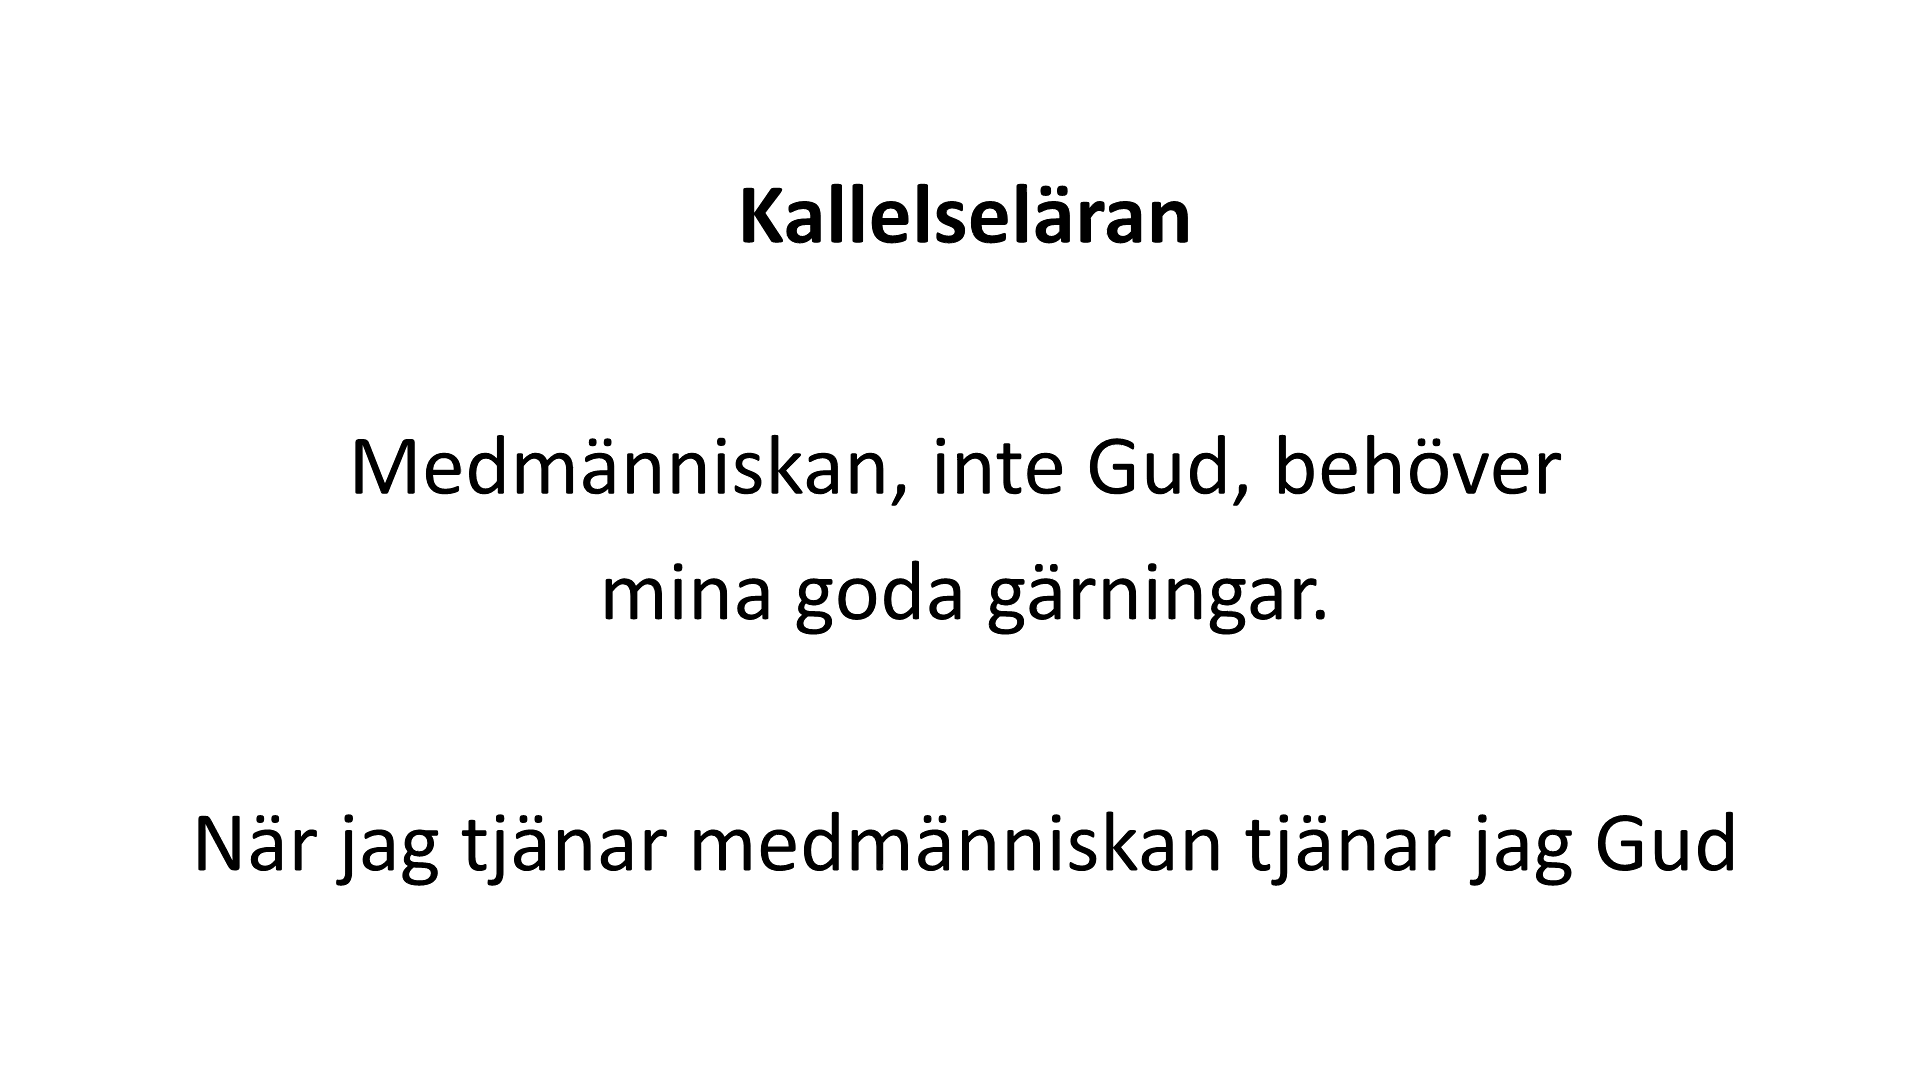 Kallelseläran
Medmänniskan, inte Gud, behöver
mina goda gärningar.
När jag tjänar medmänniskan tjänar jag Gud